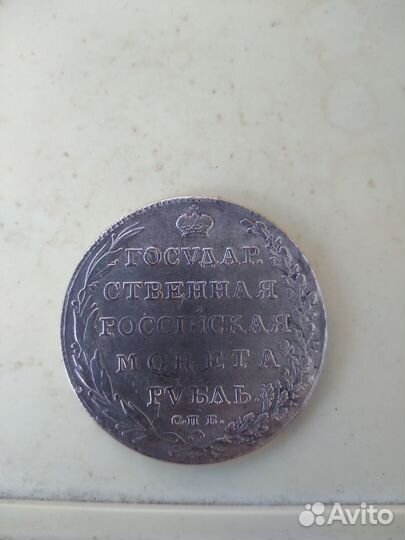 ГОСУДАР
СТВЕННАЯ
РОССІЙСКАЯ
МОНЕТА
РУБЛЬ
С.П.Б.
Avito